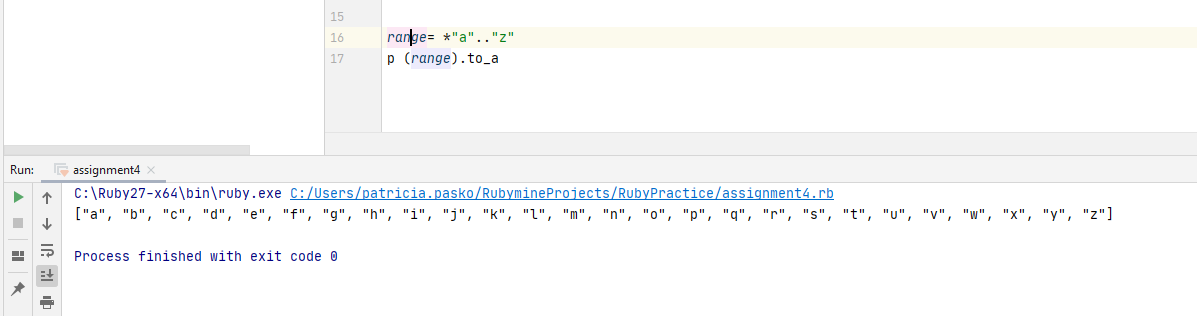 15
16 range= *"a".."z"
17 p (range).to_a
Run: assignment4
C:\Ruby27-x64\bin\ruby.exe C:/Users/patricia.pasko/RubymineProjects/RubyPractice/assignment4.rb
["a", "b", "c", "d", "e", "f", "g", "h", "i", "j", "k", "l", "m", "n", "o", "p", "q", "r", "s", "t", "u", "v", "w", "x", "y", "z"]
Process finished with exit code 0